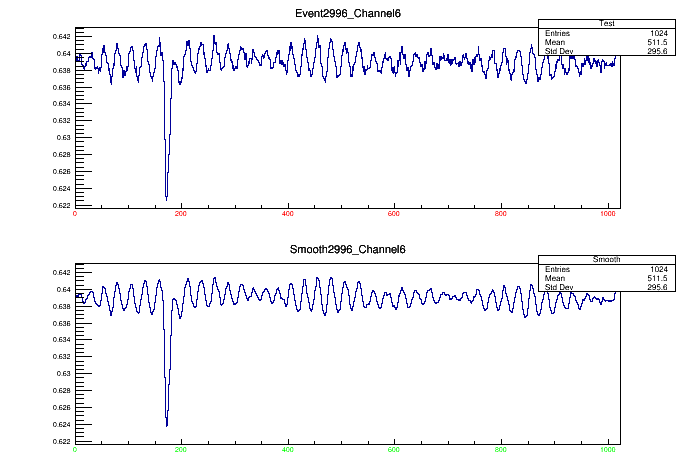 Event2996_Channel6
Test
Entries 1024
Mean 511.5
Std Dev 295.6
0.642
0.64
0.638
0.636
0.634
0.632
0.63
0.628
0.626
0.624
0.622
0 200 400 600 800 1000
Smooth2996_Channel6
Smooth
Entries 1024
Mean 511.5
Std Dev 295.6
0.642
0.64
0.638
0.636
0.634
0.632
0.63
0.628
0.626
0.624
0.622
0 200 400 600 800 1000